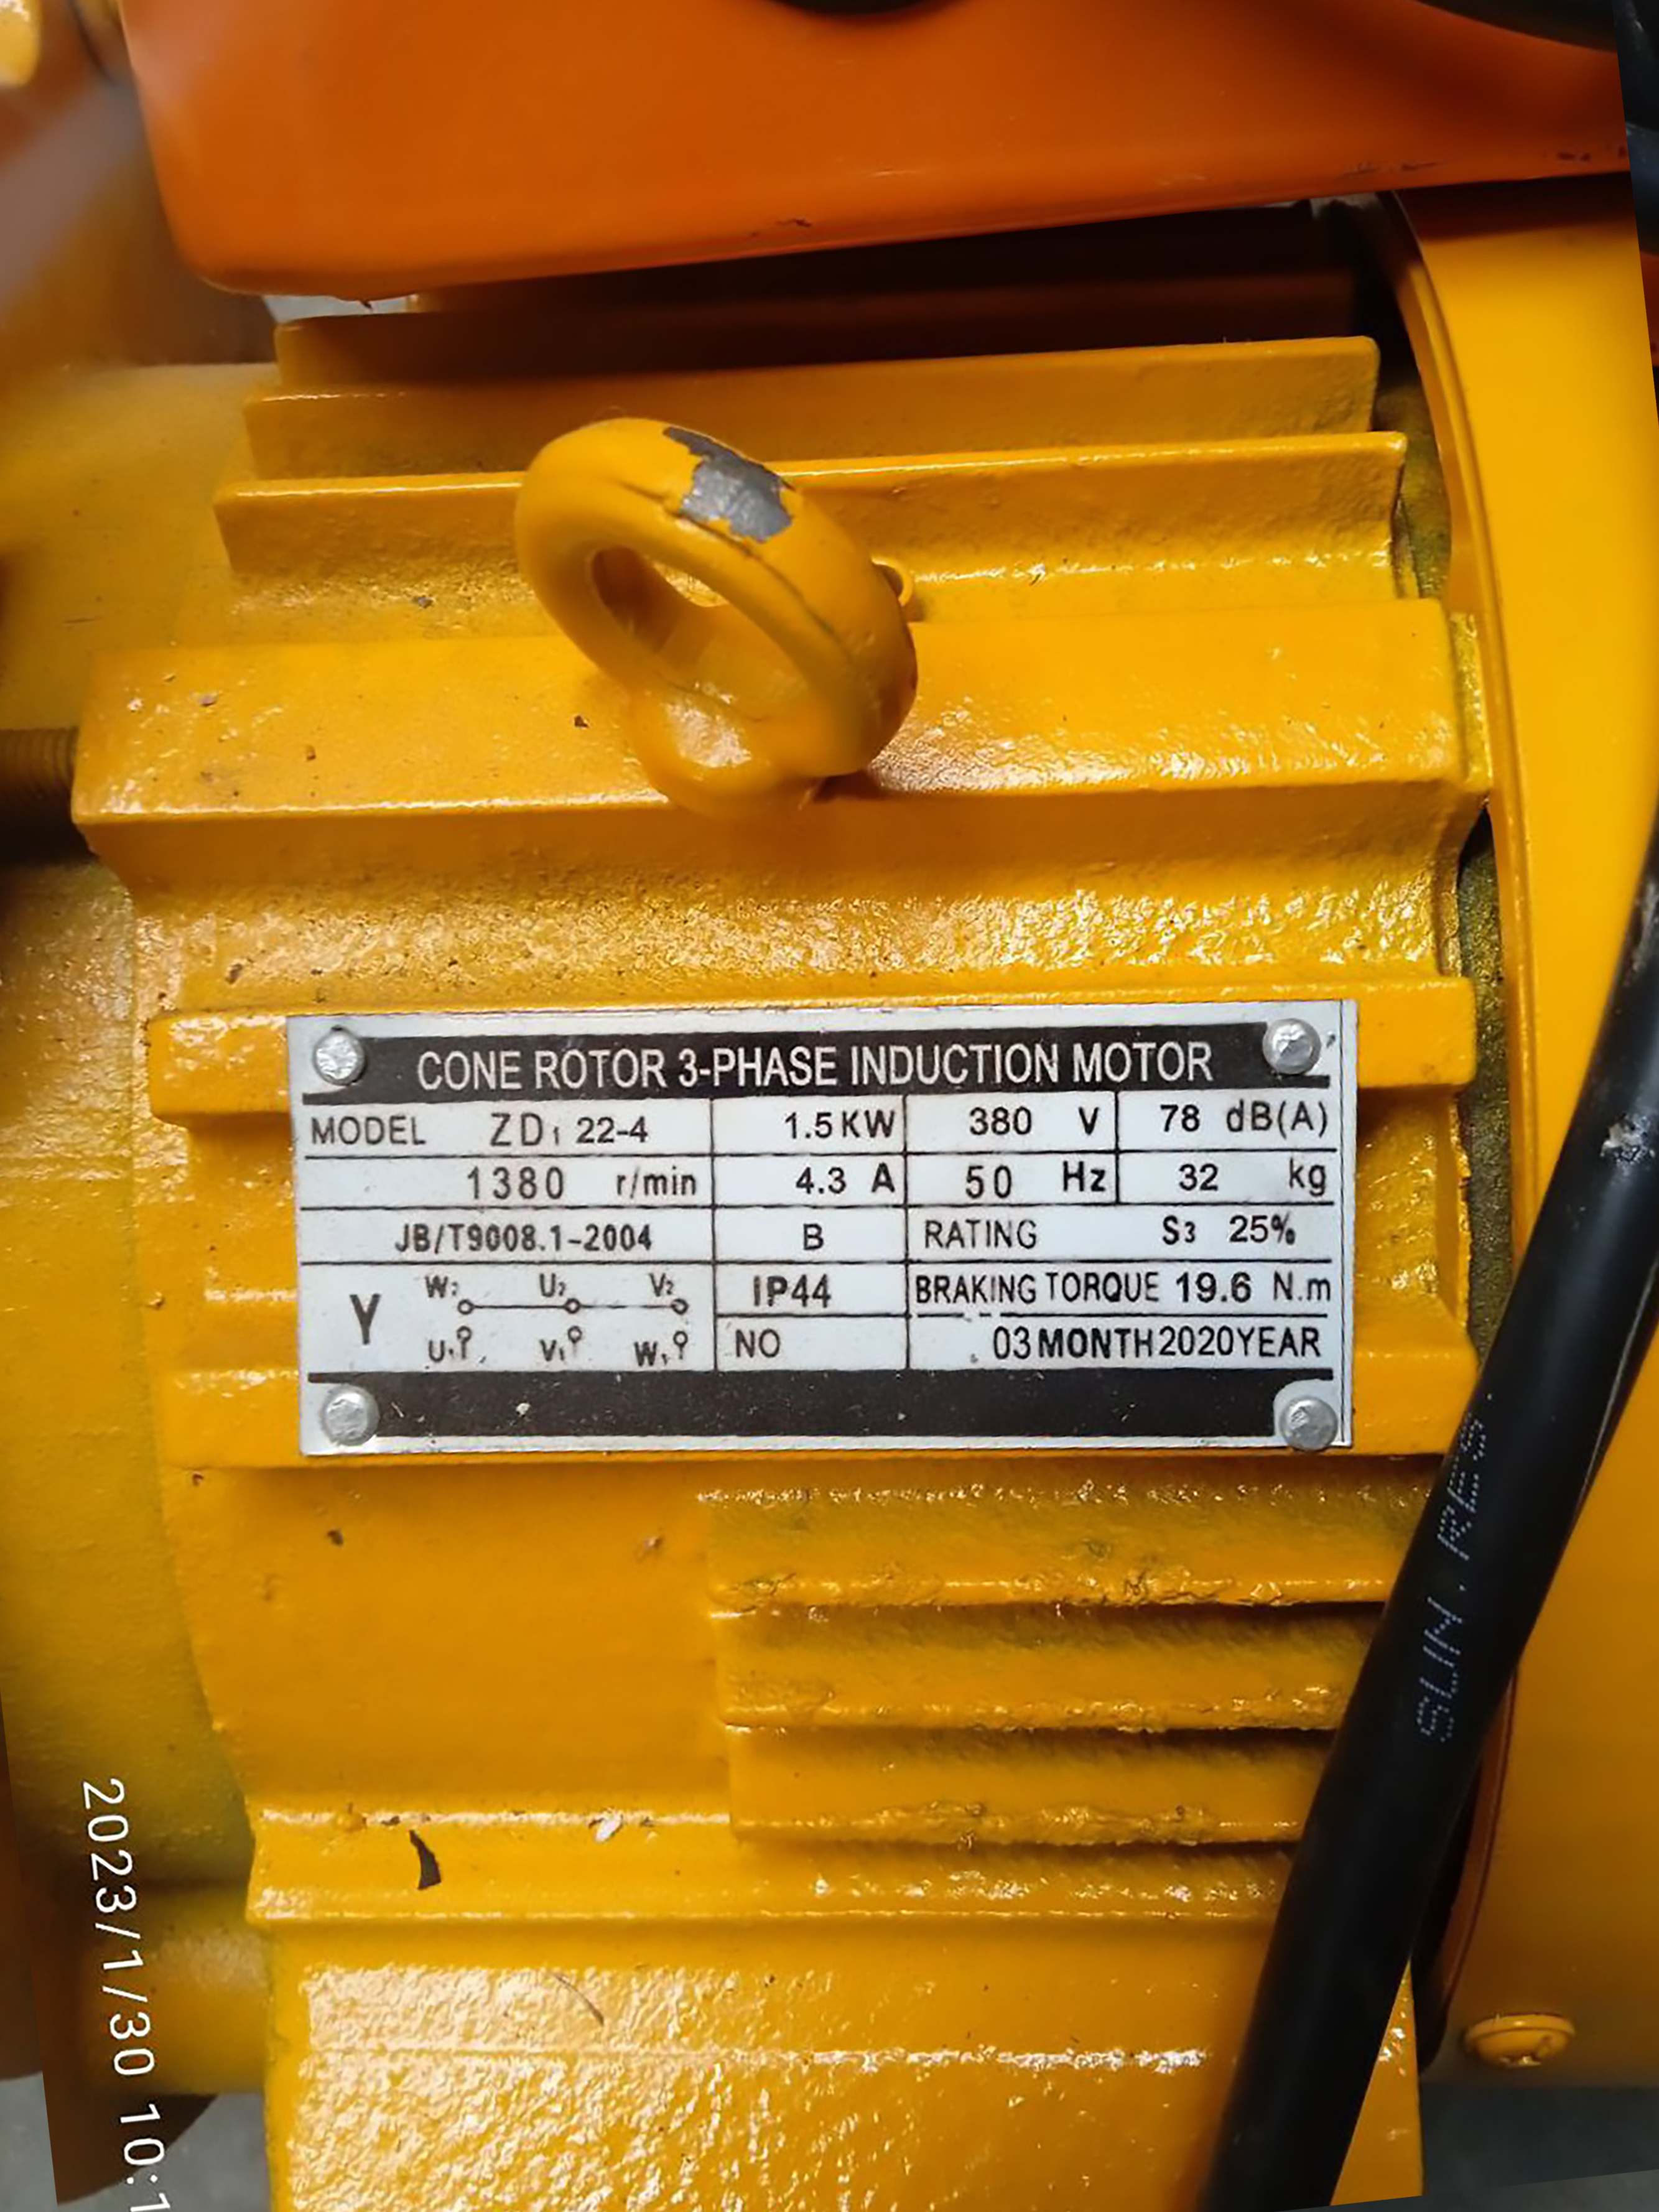 CONE ROTOR 3-PHASE INDUCTION MOTOR
MODEL ZD1 22-4 1.5KW 380 V 78 dB(A)
1380 r/min 4.3 A 50 Hz 32 kg
JB/T9008.1-2004 B RATING S3 25%
W2 U2 V2
Y IP44 BRAKING TORQUE 19.6 N.m
U1 V1 W1
NO 03 MONTH 2020 YEAR
SUN . RES
2023/1/30 10:1